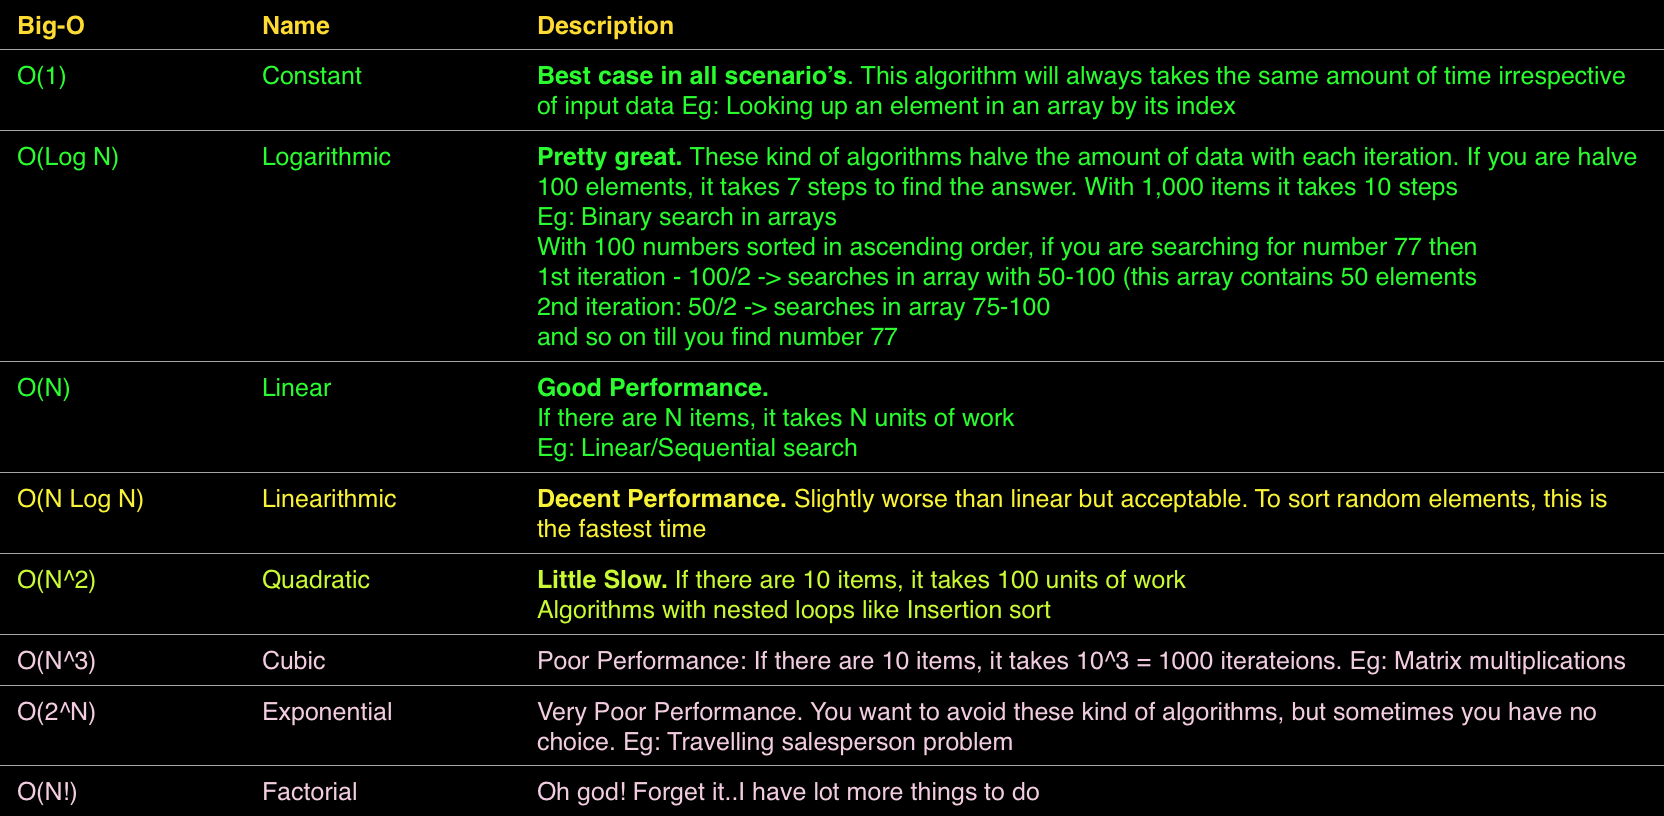 Big-O Name Description
O(1) Constant Best case in all scenario’s. This algorithm will always takes the same amount of time irrespective
of input data Eg: Looking up an element in an array by its index
O(Log N) Logarithmic Pretty great. These kind of algorithms halve the amount of data with each iteration. If you are halve
100 elements, it takes 7 steps to find the answer. With 1,000 items it takes 10 steps
Eg: Binary search in arrays
With 100 numbers sorted in ascending order, if you are searching for number 77 then
1st iteration - 100/2 -> searches in array with 50-100 (this array contains 50 elements
2nd iteration: 50/2 -> searches in array 75-100
and so on till you find number 77
O(N) Linear Good Performance.
If there are N items, it takes N units of work
Eg: Linear/Sequential search
O(N Log N) Linearithmic Decent Performance. Slightly worse than linear but acceptable. To sort random elements, this is
the fastest time
O(N^2) Quadratic Little Slow. If there are 10 items, it takes 100 units of work
Algorithms with nested loops like Insertion sort
O(N^3) Cubic Poor Performance: If there are 10 items, it takes 10^3 = 1000 iterateions. Eg: Matrix multiplications
O(2^N) Exponential Very Poor Performance. You want to avoid these kind of algorithms, but sometimes you have no
choice. Eg: Travelling salesperson problem
O(N!) Factorial Oh god! Forget it..I have lot more things to do